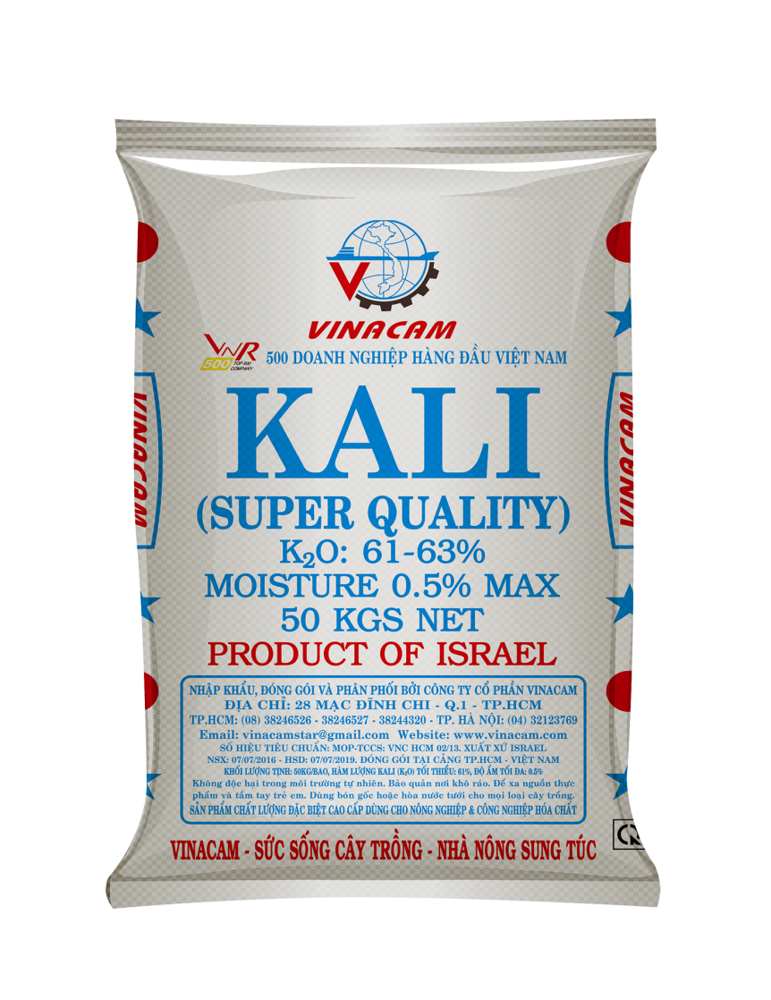 VINACAM
VNR
500 TOP 500
COMPANY
500 DOANH NGHIỆP HÀNG ĐẦU VIỆT NAM
KALI
(SUPER QUALITY)
K₂O: 61-63%
MOISTURE 0.5% MAX
50 KGS NET
PRODUCT OF ISRAEL
NHẬP KHẨU, ĐÓNG GÓI VÀ PHÂN PHỐI BỞI CÔNG TY CỔ PHẦN VINACAM
ĐỊA CHỈ: 28 MẠC ĐĨNH CHI - Q.1 - TP.HCM
TP.HCM: (08) 38246526 - 38246527 - 38244320 - TP. HÀ NỘI: (04) 32123769
Email: vinacamstar@gmail.com Website: www.vinacam.com
SỐ HIỆU TIÊU CHUẨN: MOP-TCCS: VNC HCM 02/13. XUẤT XỨ ISRAEL
NSX: 07/07/2016 - HSD: 07/07/2019. ĐÓNG GÓI TẠI CẢNG TP.HCM - VIỆT NAM
KHỐI LƯỢNG TỊNH: 50KG/BAO, HÀM LƯỢNG KALI (K₂O) TỐI THIỂU: 61%, ĐỘ ẨM TỐI ĐA: 0.5%
Không độc hại trong môi trường tự nhiên. Bảo quản nơi khô ráo. Để xa nguồn thực
phẩm và tầm tay trẻ em. Dùng bón gốc hoặc hòa nước tưới cho mọi loại cây trồng.
SẢN PHẨM CHẤT LƯỢNG ĐẶC BIỆT CAO CẤP DÙNG CHO NÔNG NGHIỆP & CÔNG NGHIỆP HÓA CHẤT
VINACAM - SỨC SỐNG CÂY TRỒNG - NHÀ NÔNG SUNG TÚC
VINACAM
VINACAM